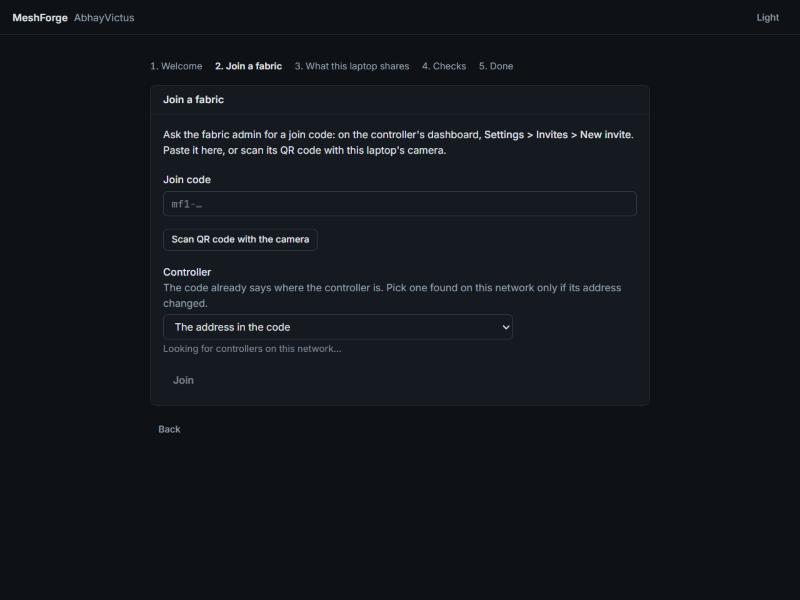 MeshForge AbhayVictus Light
1. Welcome 2. Join a fabric 3. What this laptop shares 4. Checks 5. Done
Join a fabric
Ask the fabric admin for a join code: on the controller's dashboard, Settings > Invites > New invite.
Paste it here, or scan its QR code with this laptop's camera.
Join code
mf1-…
Scan QR code with the camera
Controller
The code already says where the controller is. Pick one found on this network only if its address
changed.
The address in the code
Looking for controllers on this network...
Join
Back